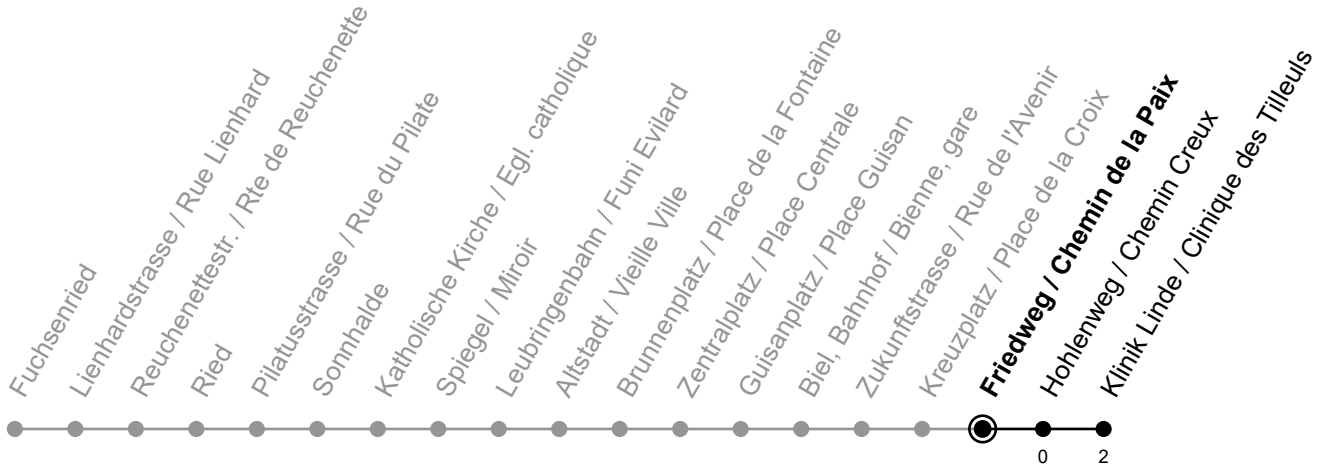 Fuchsenried
Lienhardstrasse / Rue Lienhard
Reuchenettestr. / Rte de Reuchenette
Ried
Pilatusstrasse / Rue du Pilate
Sonnhalde
Katholische Kirche / Egl. catholique
Spiegel / Miroir
Leubringenbahn / Funi Evilard
Altstadt / Vieille Ville
Brunnenplatz / Place de la Fontaine
Zentralplatz / Place Centrale
Guisanplatz / Place Guisan
Biel, Bahnhof / Bienne, gare
Zukunftstrasse / Rue de l'Avenir
Kreuzplatz / Place de la Croix
Friedweg / Chemin de la Paix
Hohlenweg / Chemin Creux
Klinik Linde / Clinique des Tilleuls
0
2